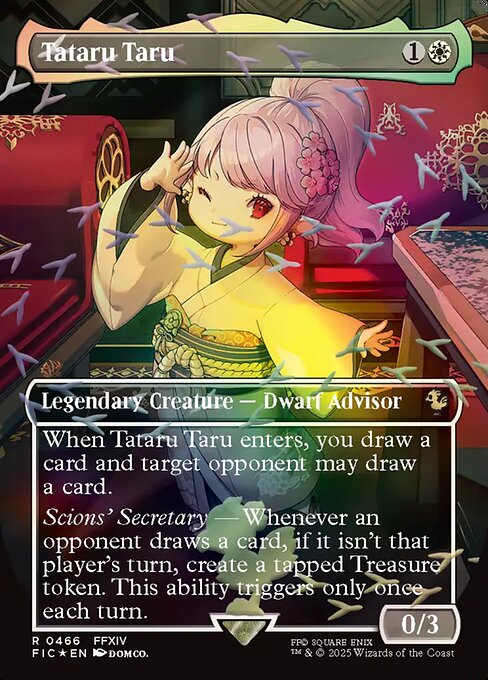 Tataru Taru 1
Legendary Creature — Dwarf Advisor
When Tataru Taru enters, you draw a
card and target opponent may draw
a card.
Scions' Secretary — Whenever an
opponent draws a card, if it isn't that
player's turn, create a tapped Treasure
token. This ability triggers only once
each turn.
0/3
R 0466 FFXIV
FIC★EN DOMCO.
FP© SQUARE ENIX
™ & © 2025 Wizards of the Coast